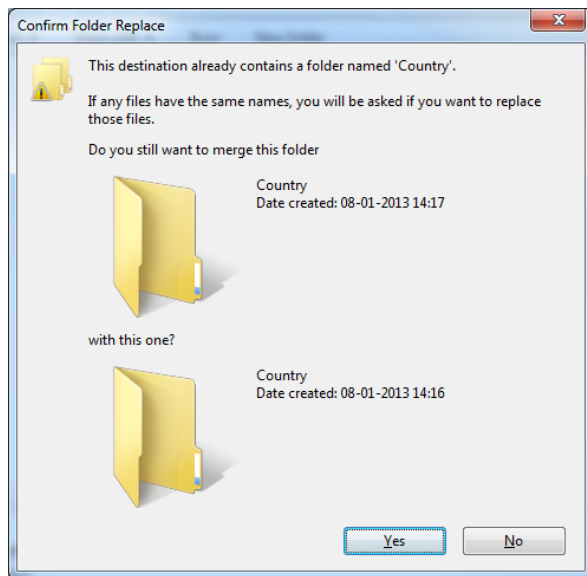 Confirm Folder Replace
This destination already contains a folder named 'Country'.
If any files have the same names, you will be asked if you want to replace
those files.
Do you still want to merge this folder
Country
Date created: 08-01-2013 14:17
with this one?
Country
Date created: 08-01-2013 14:16
Yes
No